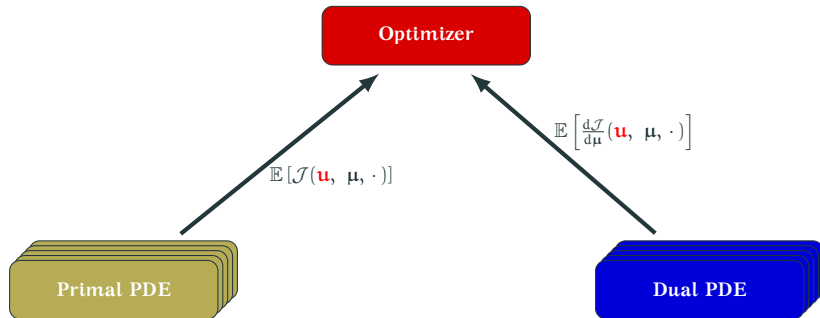 Optimizer
𝔼 [d𝒥/d𝛍 (𝐮, 𝛍, ·)]
𝔼 [𝒥(𝐮, 𝛍, ·)]
Primal PDE
Dual PDE